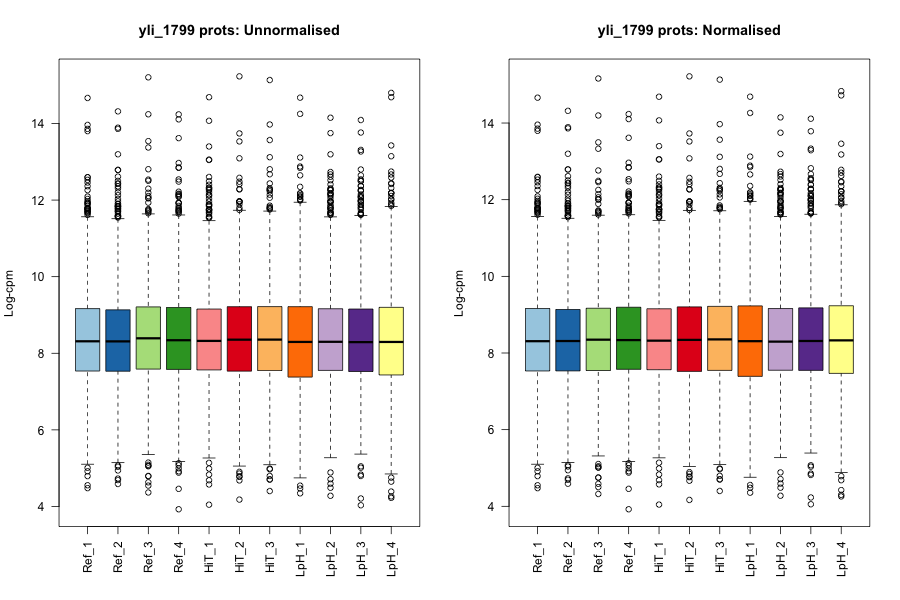 yli_1799 prots: Unnormalised
Log-cpm
14
12
10
8
6
4
Ref_1
Ref_2
Ref_3
Ref_4
HiT_1
HiT_2
HiT_3
LpH_1
LpH_2
LpH_3
LpH_4
yli_1799 prots: Normalised
Log-cpm
14
12
10
8
6
4
Ref_1
Ref_2
Ref_3
Ref_4
HiT_1
HiT_2
HiT_3
LpH_1
LpH_2
LpH_3
LpH_4